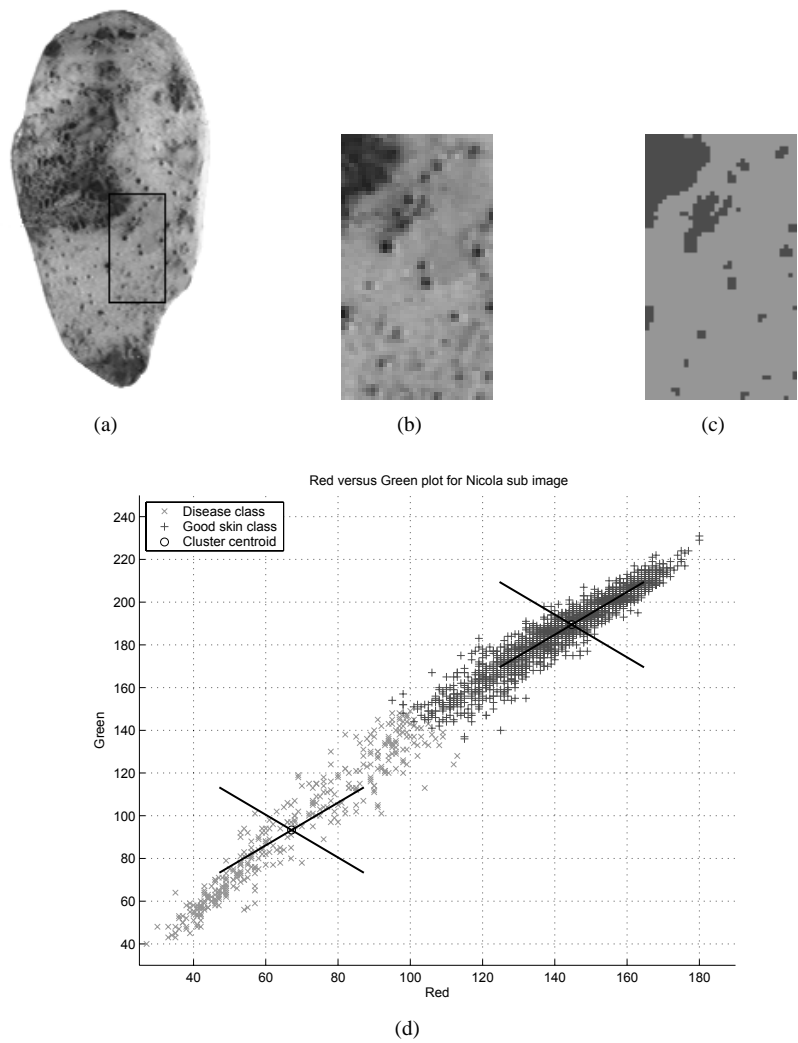 (a)
(b)
(c)
Red versus Green plot for Nicola sub image
Disease class
Good skin class
Cluster centroid
240
220
200
180
160
140
120
100
80
60
40
Green
40 60 80 100 120 140 160 180
Red
(d)